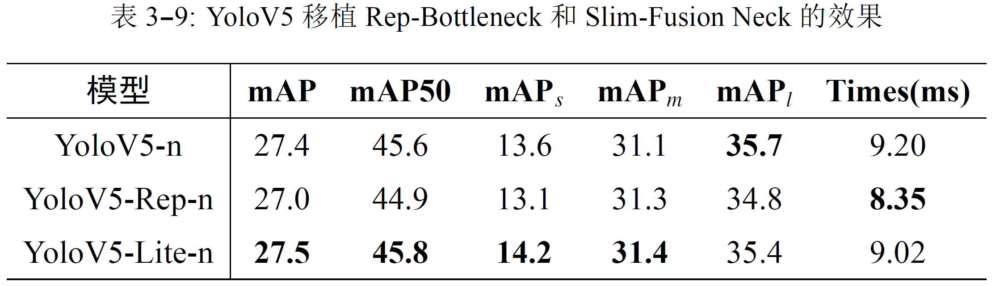 表 3–9: YoloV5 移植 Rep-Bottleneck 和 Slim-Fusion Neck 的效果
模型 mAP mAP50 mAPs mAPm mAPl Times(ms)
YoloV5-n 27.4 45.6 13.6 31.1 35.7 9.20
YoloV5-Rep-n 27.0 44.9 13.1 31.3 34.8 8.35
YoloV5-Lite-n 27.5 45.8 14.2 31.4 35.4 9.02